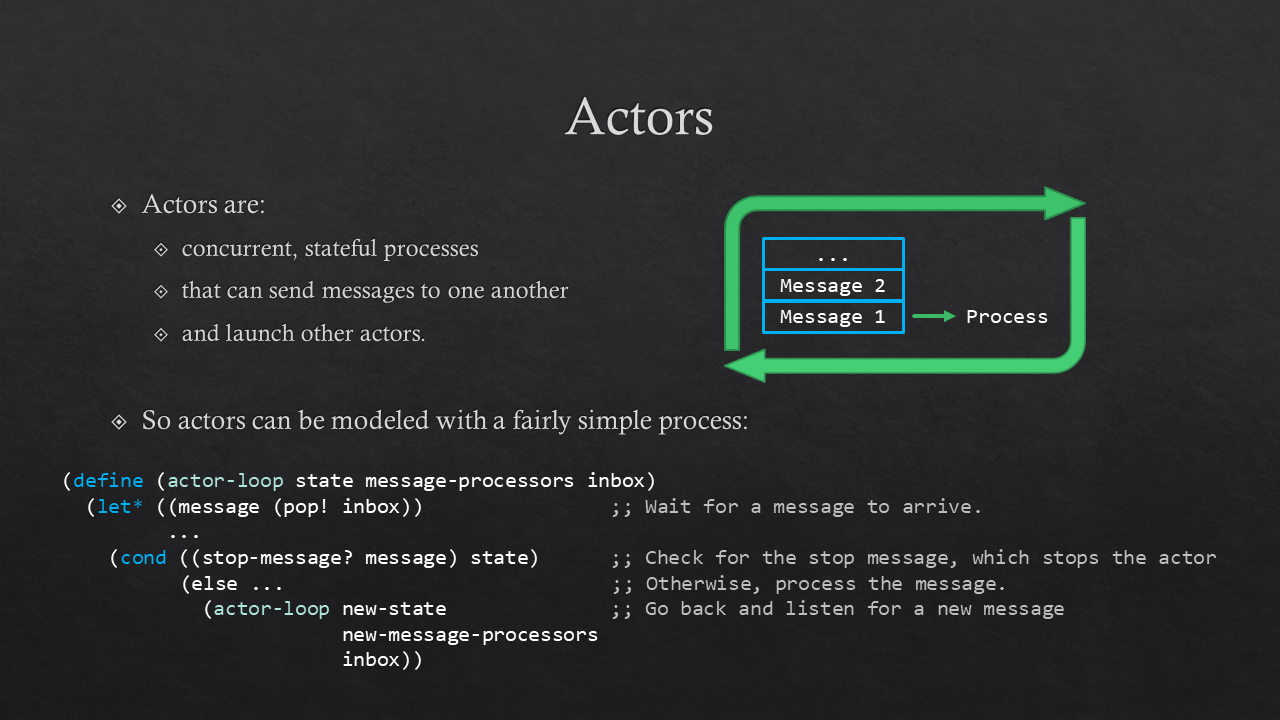 Actors
Actors are:
concurrent, stateful processes
that can send messages to one another
and launch other actors.
...
Message 2
Message 1
Process
So actors can be modeled with a fairly simple process:
(define (actor-loop state message-processors inbox)
(let* ((message (pop! inbox)) ;; Wait for a message to arrive.
...
(cond ((stop-message? message) state) ;; Check for the stop message, which stops the actor
(else ... ;; Otherwise, process the message.
(actor-loop new-state ;; Go back and listen for a new message
new-message-processors
inbox))